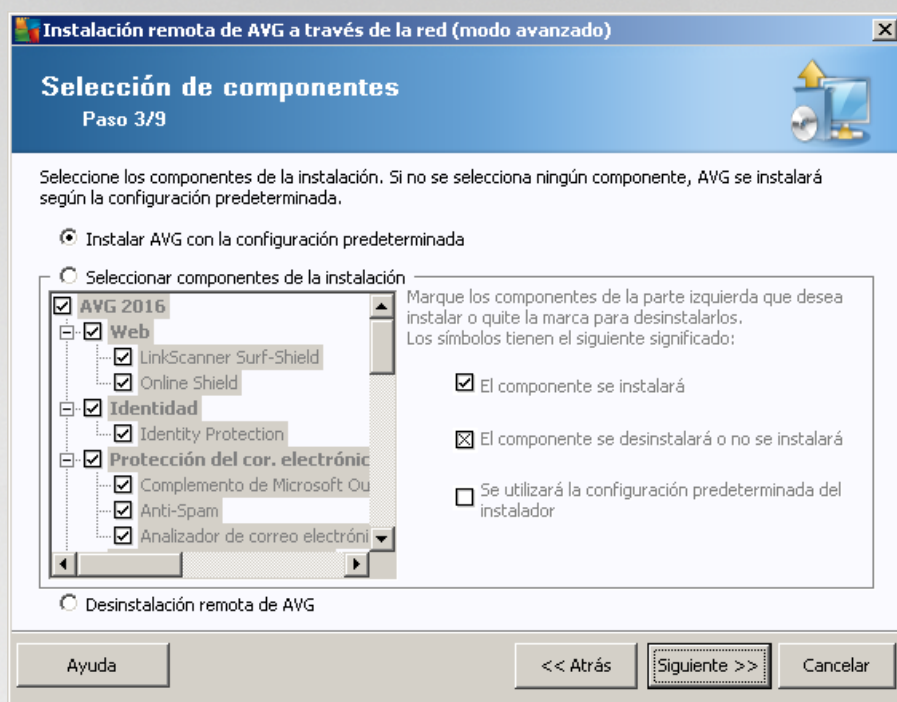 Instalación remota de AVG a través de la red (modo avanzado)
Selección de componentes
Paso 3/9
Seleccione los componentes de la instalación. Si no se selecciona ningún componente, AVG se instalará
según la configuración predeterminada.
Instalar AVG con la configuración predeterminada
Seleccionar componentes de la instalación
AVG 2016
Web
LinkScanner Surf-Shield
Online Shield
Identidad
Identity Protection
Protección del cor. electrónic
Complemento de Microsoft Ou
Anti-Spam
Analizador de correo electróni
Marque los componentes de la parte izquierda que desea
instalar o quite la marca para desinstalarlos.
Los símbolos tienen el siguiente significado:
El componente se instalará
El componente se desinstalará o no se instalará
Se utilizará la configuración predeterminada del
instalador
Desinstalación remota de AVG
Ayuda
<< Atrás
Siguiente >>
Cancelar